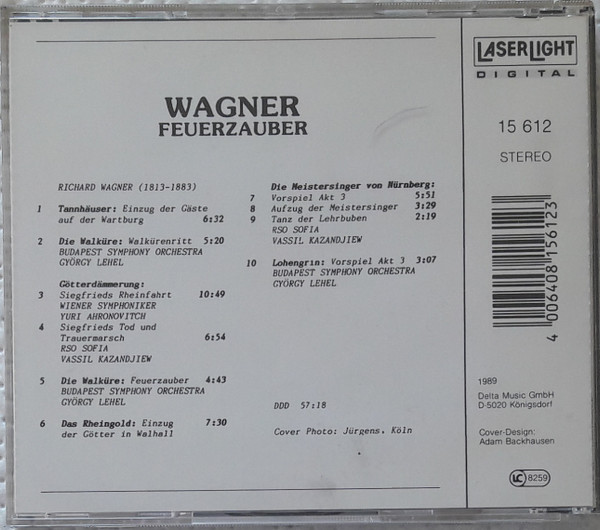 WAGNER
FEUERZAUBER
RICHARD WAGNER (1813-1883)
1 Tannhäuser: Einzug der Gäste
auf der Wartburg 6:32
2 Die Walküre: Walkürenritt 5:20
BUDAPEST SYMPHONY ORCHESTRA
GYÖRGY LEHEL
Götterdämmerung:
3 Siegfrieds Rheinfahrt 10:49
WIENER SYMPHONIKER
YURI AHRONOVITCH
4 Siegfrieds Tod und
Trauermarsch 6:54
RSO SOFIA
VASSIL KAZANDJIEW
5 Die Walküre: Feuerzauber 4:43
BUDAPEST SYMPHONY ORCHESTRA
GYÖRGY LEHEL
6 Das Rheingold: Einzug 7:30
der Götter in Walhall
Die Meistersinger von Nürnberg:
7 Vorspiel Akt 3 5:51
8 Aufzug der Meistersinger 3:29
9 Tanz der Lehrbuben 2:19
RSO SOFIA
VASSIL KAZANDJIEW
10 Lohengrin: Vorspiel Akt 3 3:07
BUDAPEST SYMPHONY ORCHESTRA
GYÖRGY LEHEL
DDD 57:18
Cover Photo: Jürgens, Köln
LASERLIGHT
DIGITAL
15 612
STEREO
4 006408 156123
1989
Delta Music GmbH
D-5020 Königsdorf
Cover-Design:
Adam Backhausen
LC 8259